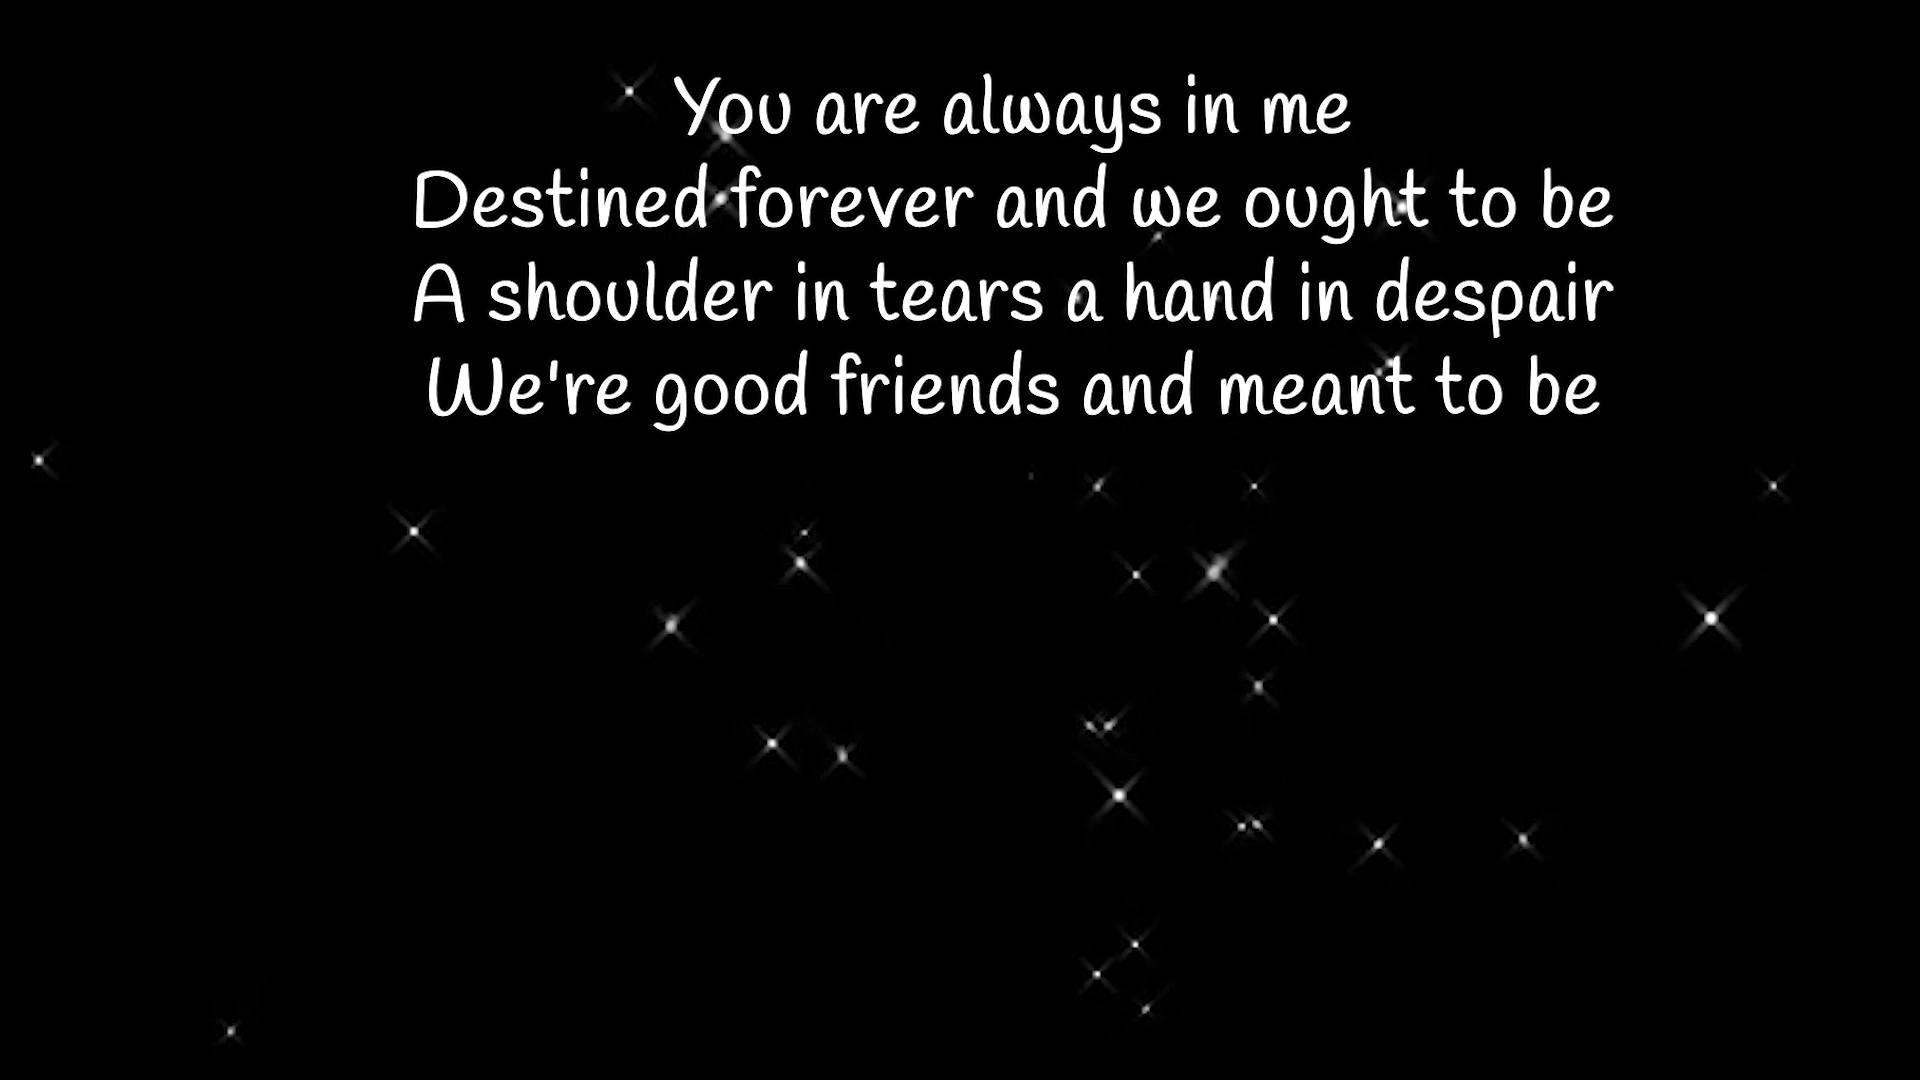 You are always in me
Destined forever and we ought to be
A shoulder in tears a hand in despair
We're good friends and meant to be